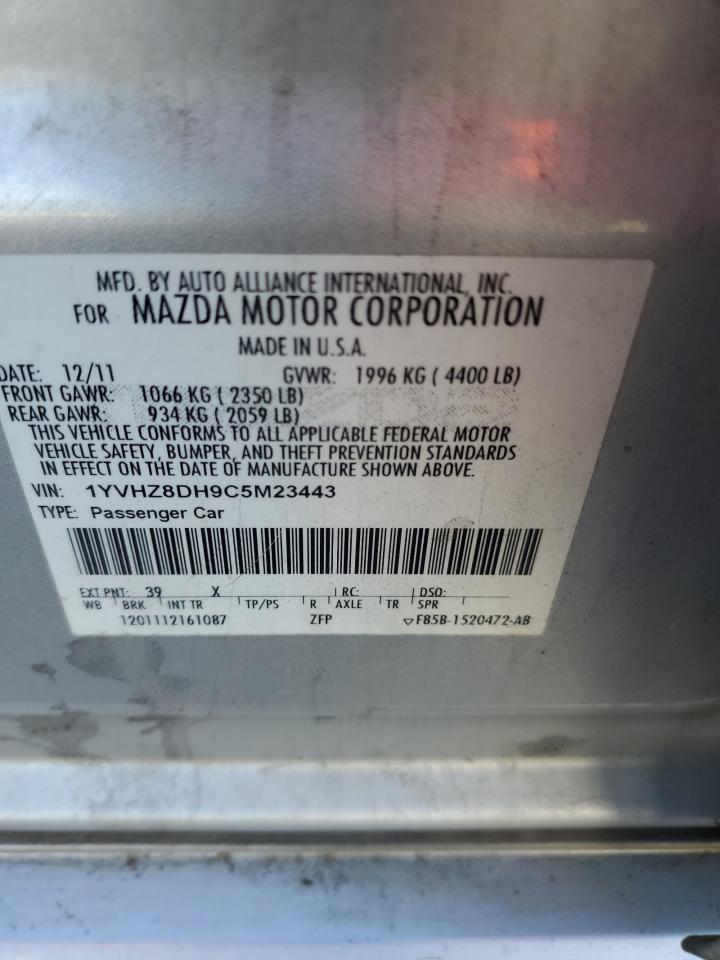 MFD. BY AUTO ALLIANCE INTERNATIONAL, INC.
FOR MAZDA MOTOR CORPORATION
MADE IN U.S.A.
DATE: 12/11 GVWR: 1996 KG ( 4400 LB)
FRONT GAWR: 1066 KG ( 2350 LB)
REAR GAWR: 934 KG ( 2059 LB)
THIS VEHICLE CONFORMS TO ALL APPLICABLE FEDERAL MOTOR
VEHICLE SAFETY, BUMPER, AND THEFT PREVENTION STANDARDS
IN EFFECT ON THE DATE OF MANUFACTURE SHOWN ABOVE.
VIN: 1YVHZ8DH9C5M23443
TYPE: Passenger Car
EXT PNT: 39 X RC: DSO:
WB BRK INT TR TP/PS R AXLE TR SPR
1201112161087 ZFP ▽F85B-1520472-AB